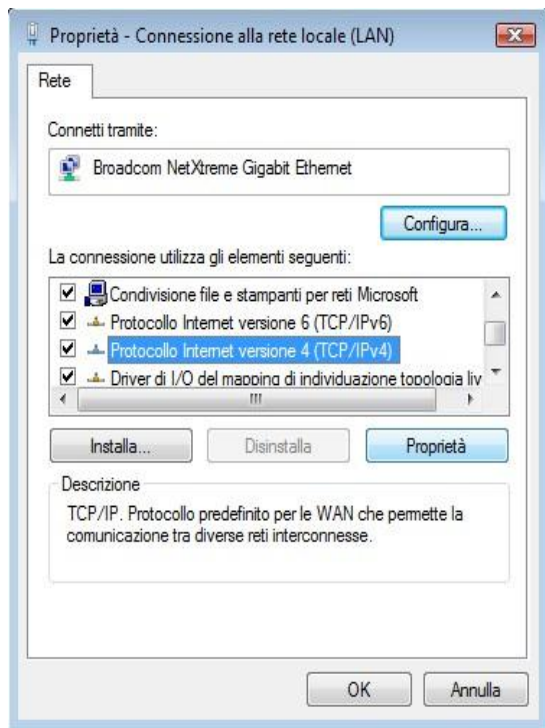 Proprietà - Connessione alla rete locale (LAN)
Rete
Connetti tramite:
Broadcom NetXtreme Gigabit Ethernet
Configura...
La connessione utilizza gli elementi seguenti:
Condivisione file e stampanti per reti Microsoft
Protocollo Internet versione 6 (TCP/IPv6)
Protocollo Internet versione 4 (TCP/IPv4)
Driver di I/O del mapping di individuazione topologia liv
Installa...
Disinstalla
Proprietà
Descrizione
TCP/IP. Protocollo predefinito per le WAN che permette la
comunicazione tra diverse reti interconnesse.
OK
Annulla